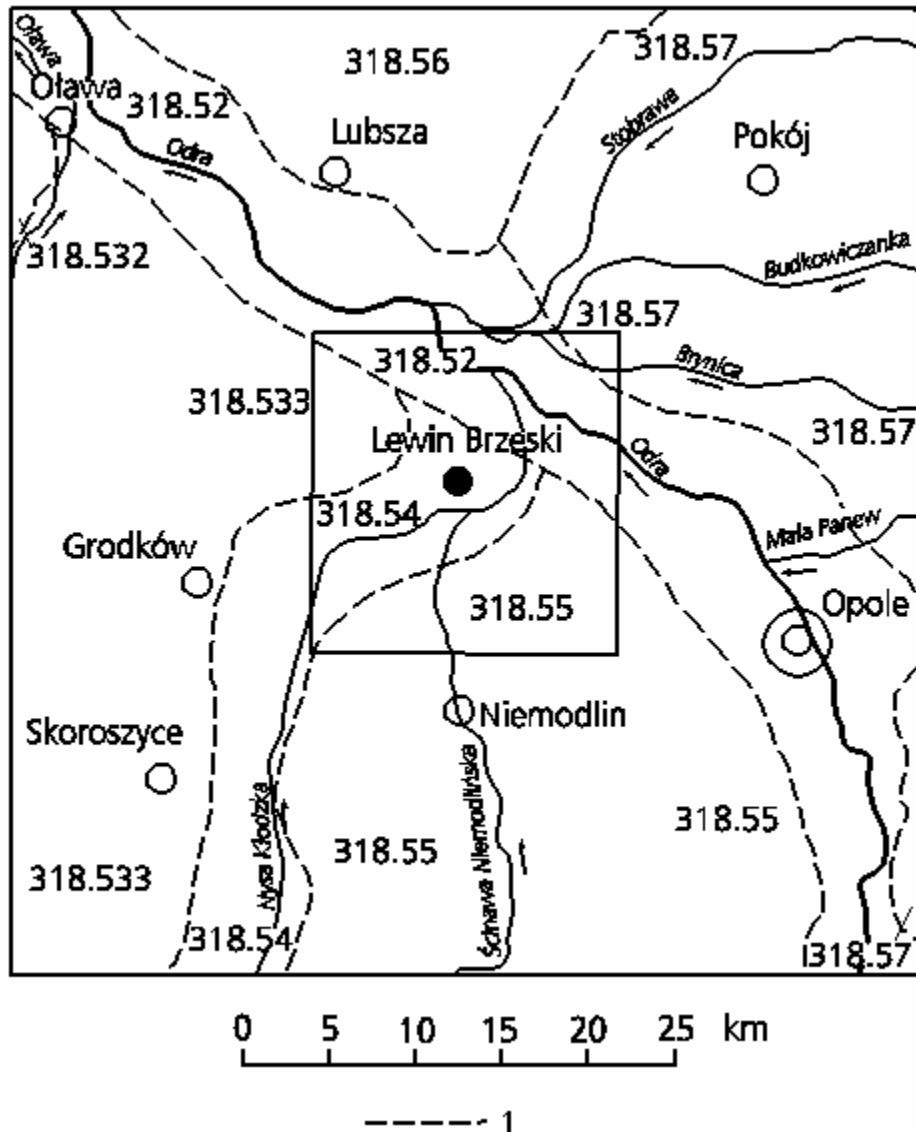 Oława
318.57
318.56
Oława
318.52
Lubsza
Stobrawa
Pokój
Odra
318.532
Budkowiczanka
318.57
318.52
Brynica
318.533
318.57
Lewin Brzeski
Odra
318.54
Mała Panew
Grodków
318.55
Opole
Niemodlin
Skoroszyce
Nysa Kłodzka
Ścinawa Niemodlińska
318.55
318.55
318.533
318.54
318.57
0 5 10 15 20 25 km
1